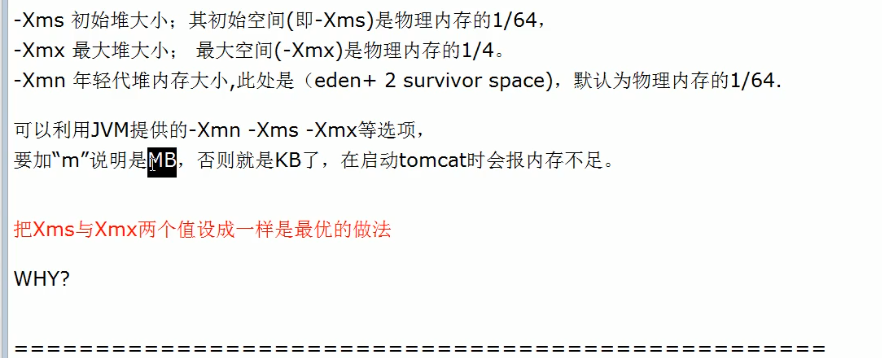 -Xms 初始堆大小；其初始空间(即-Xms)是物理内存的1/64，
-Xmx 最大堆大小； 最大空间(-Xmx)是物理内存的1/4。
-Xmn 年轻代堆内存大小,此处是（eden+ 2 survivor space)，默认为物理内存的1/64.
可以利用JVM提供的-Xmn -Xms -Xmx等选项，
要加“m”说明是MB，否则就是KB了，在启动tomcat时会报内存不足。
把Xms与Xmx两个值设成一样是最优的做法
WHY?
==================================================